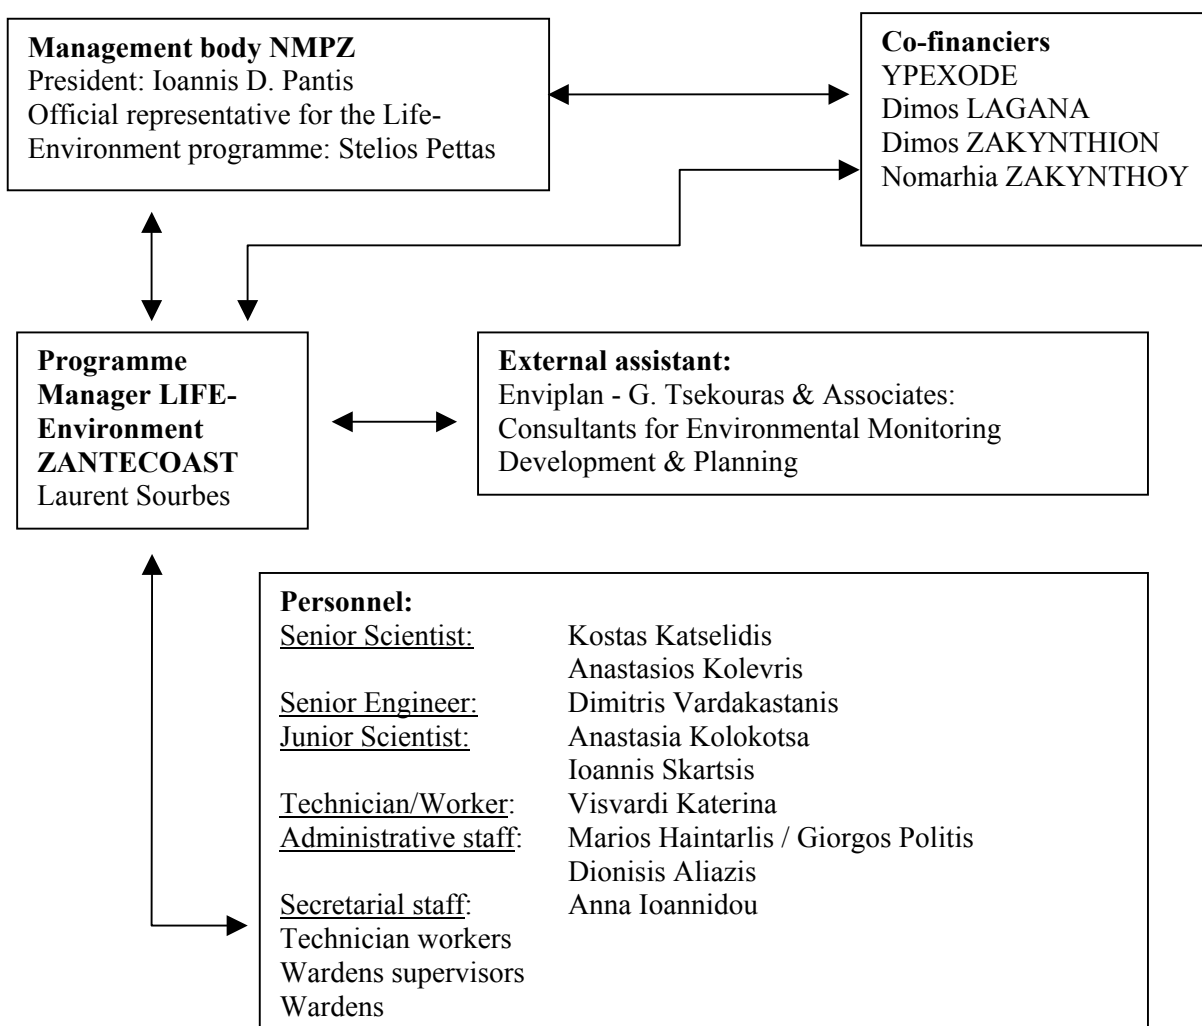 Management body NMPZ
President: Ioannis D. Pantis
Official representative for the Life-
Environment programme: Stelios Pettas
Co-financiers
YPEXODE
Dimos LAGANA
Dimos ZAKYNTHION
Nomarhia ZAKYNTHOY
Programme
Manager LIFE-
Environment
ZANTECOAST
Laurent Sourbes
External assistant:
Enviplan - G. Tsekouras & Associates:
Consultants for Environmental Monitoring
Development & Planning
Personnel:
Senior Scientist: Kostas Katselidis
Anastasios Kolevris
Senior Engineer: Dimitris Vardakastanis
Junior Scientist: Anastasia Kolokotsa
Ioannis Skartsis
Technician/Worker: Visvardi Katerina
Administrative staff: Marios Haintarlis / Giorgos Politis
Dionisis Aliazis
Secretarial staff: Anna Ioannidou
Technician workers
Wardens supervisors
Wardens